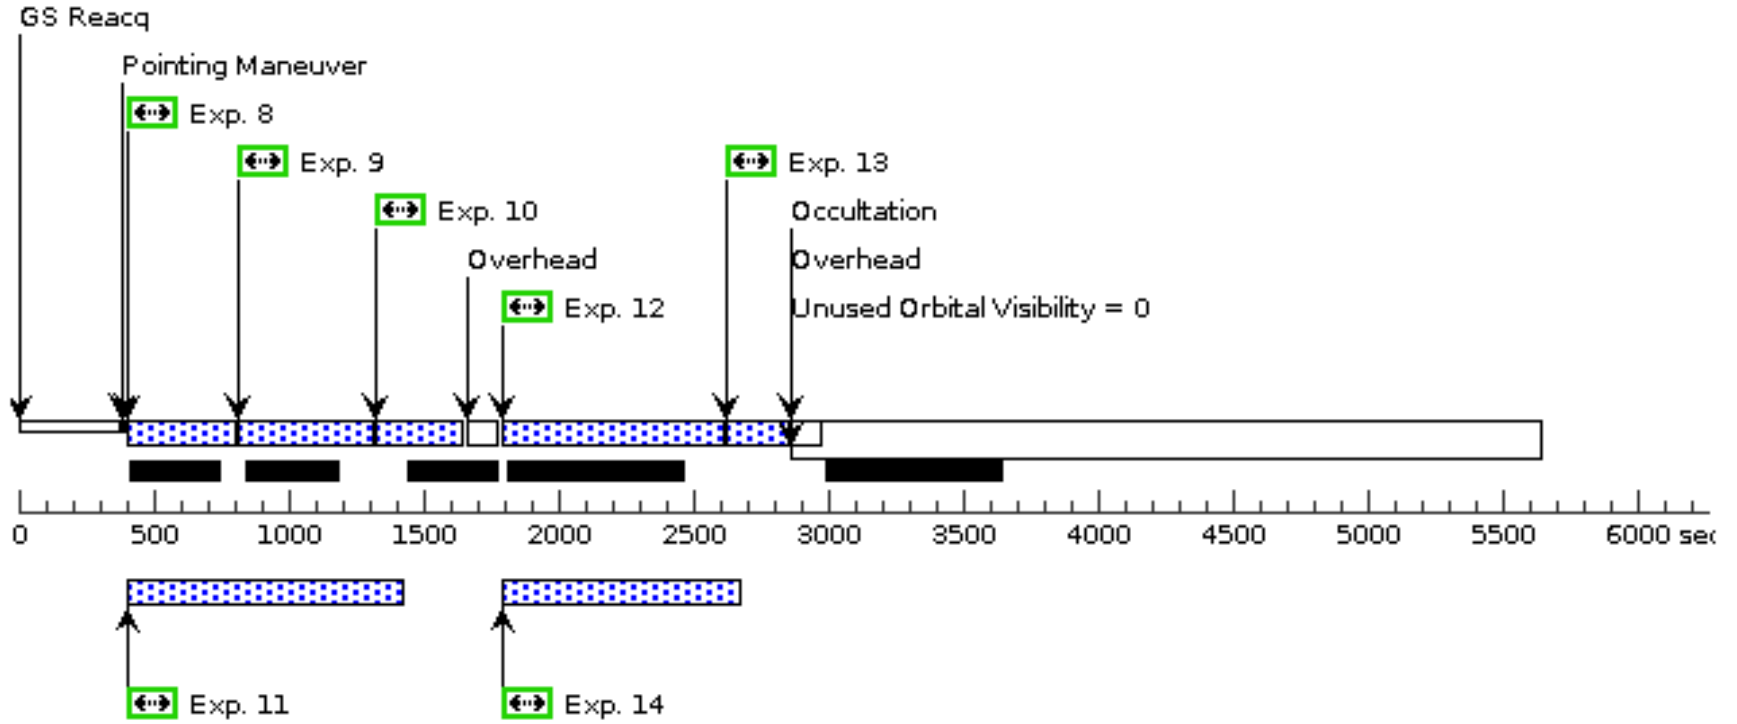 GS Reacq
Pointing Maneuver
Exp. 8
Exp. 9
Exp. 13
Exp. 10
Occultation
Overhead
Overhead
Exp. 12
Unused Orbital Visibility = 0
0 500 1000 1500 2000 2500 3000 3500 4000 4500 5000 5500 6000 sec
Exp. 11
Exp. 14